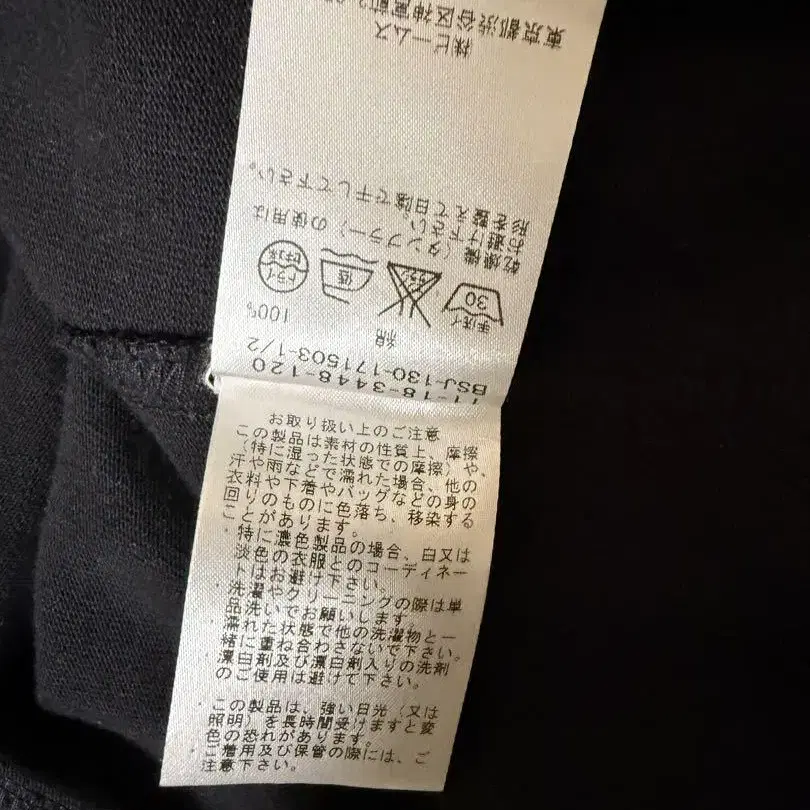 11-18-3448-120
BSJ-130-171503-1/2
綿 100%
手洗イ 30 低 ドライ
乾燥機（タンブラー）の使用は
お避け下さい。
形を整えて日陰で干して下さい。
株ビームス
東京都渋谷区神宮前
お取り扱い上のご注意
この製品は素材の性質上、摩擦
（特に湿った状態での摩擦）や、
汗や雨などで濡れた場合、他の
衣料や下着やバッグなどの身の
回りのものに色落ち、移染する
ことがあります。
・特に濃色製品の場合、白又は
淡色の衣服とのコーディネー
トはお避け下さい
・洗濯やクリーニングの際は単
品洗いでお願いします
・濡れた状態で他の洗濯物と一
緒に重ね合わさないで下さい。
・漂白剤及び漂白剤入りの洗剤
のご使用は避けて下さい。
・この製品は、強い日光（又は
照明）を長時間受けますと変
色の恐れがあります。
・ご着用及び保管の際には、ご
注意下さい。